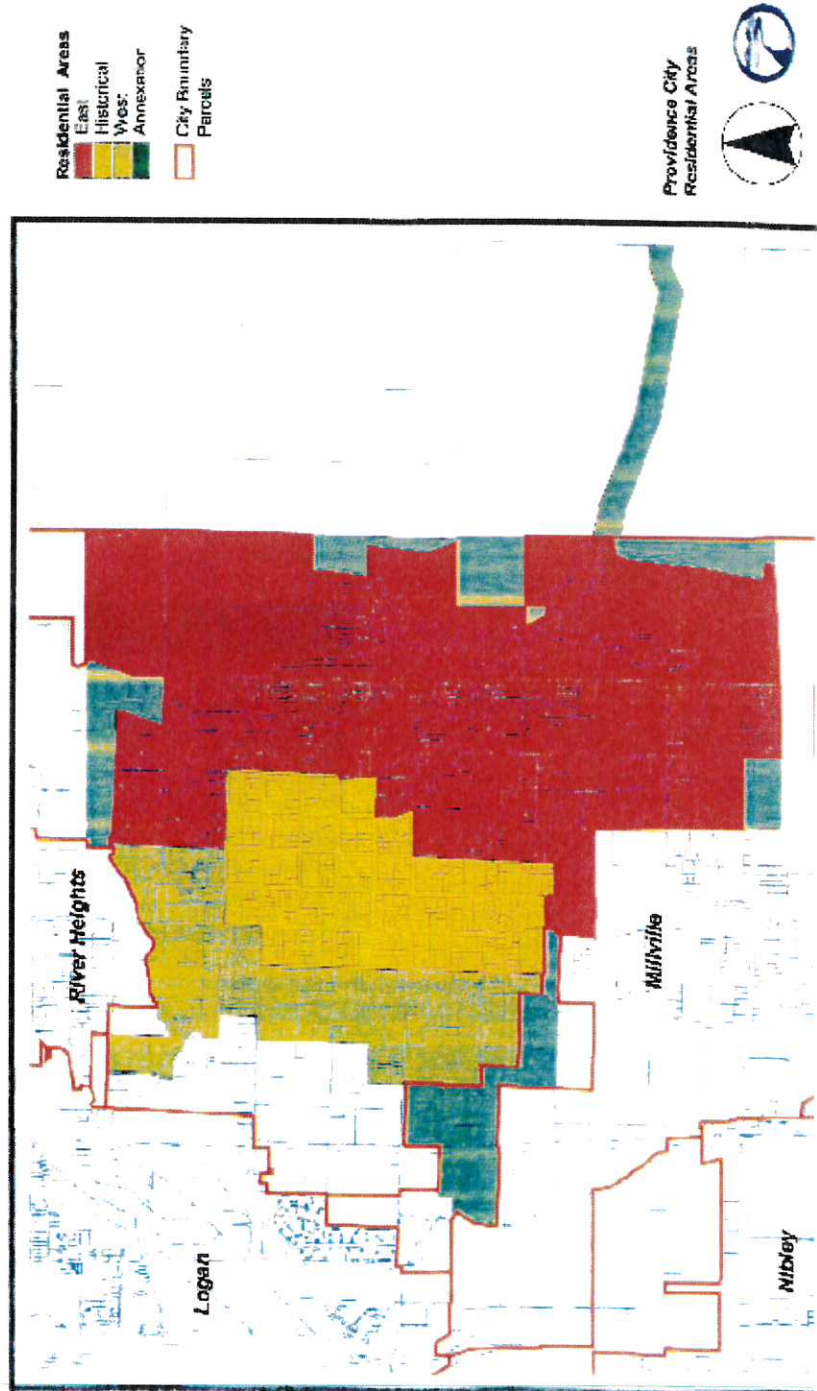 Residential Areas
East
Historical
West
Annexation
City Boundary
Parcels
Providence City
Residential Areas
River Heights
Logan
Millville
Nibley